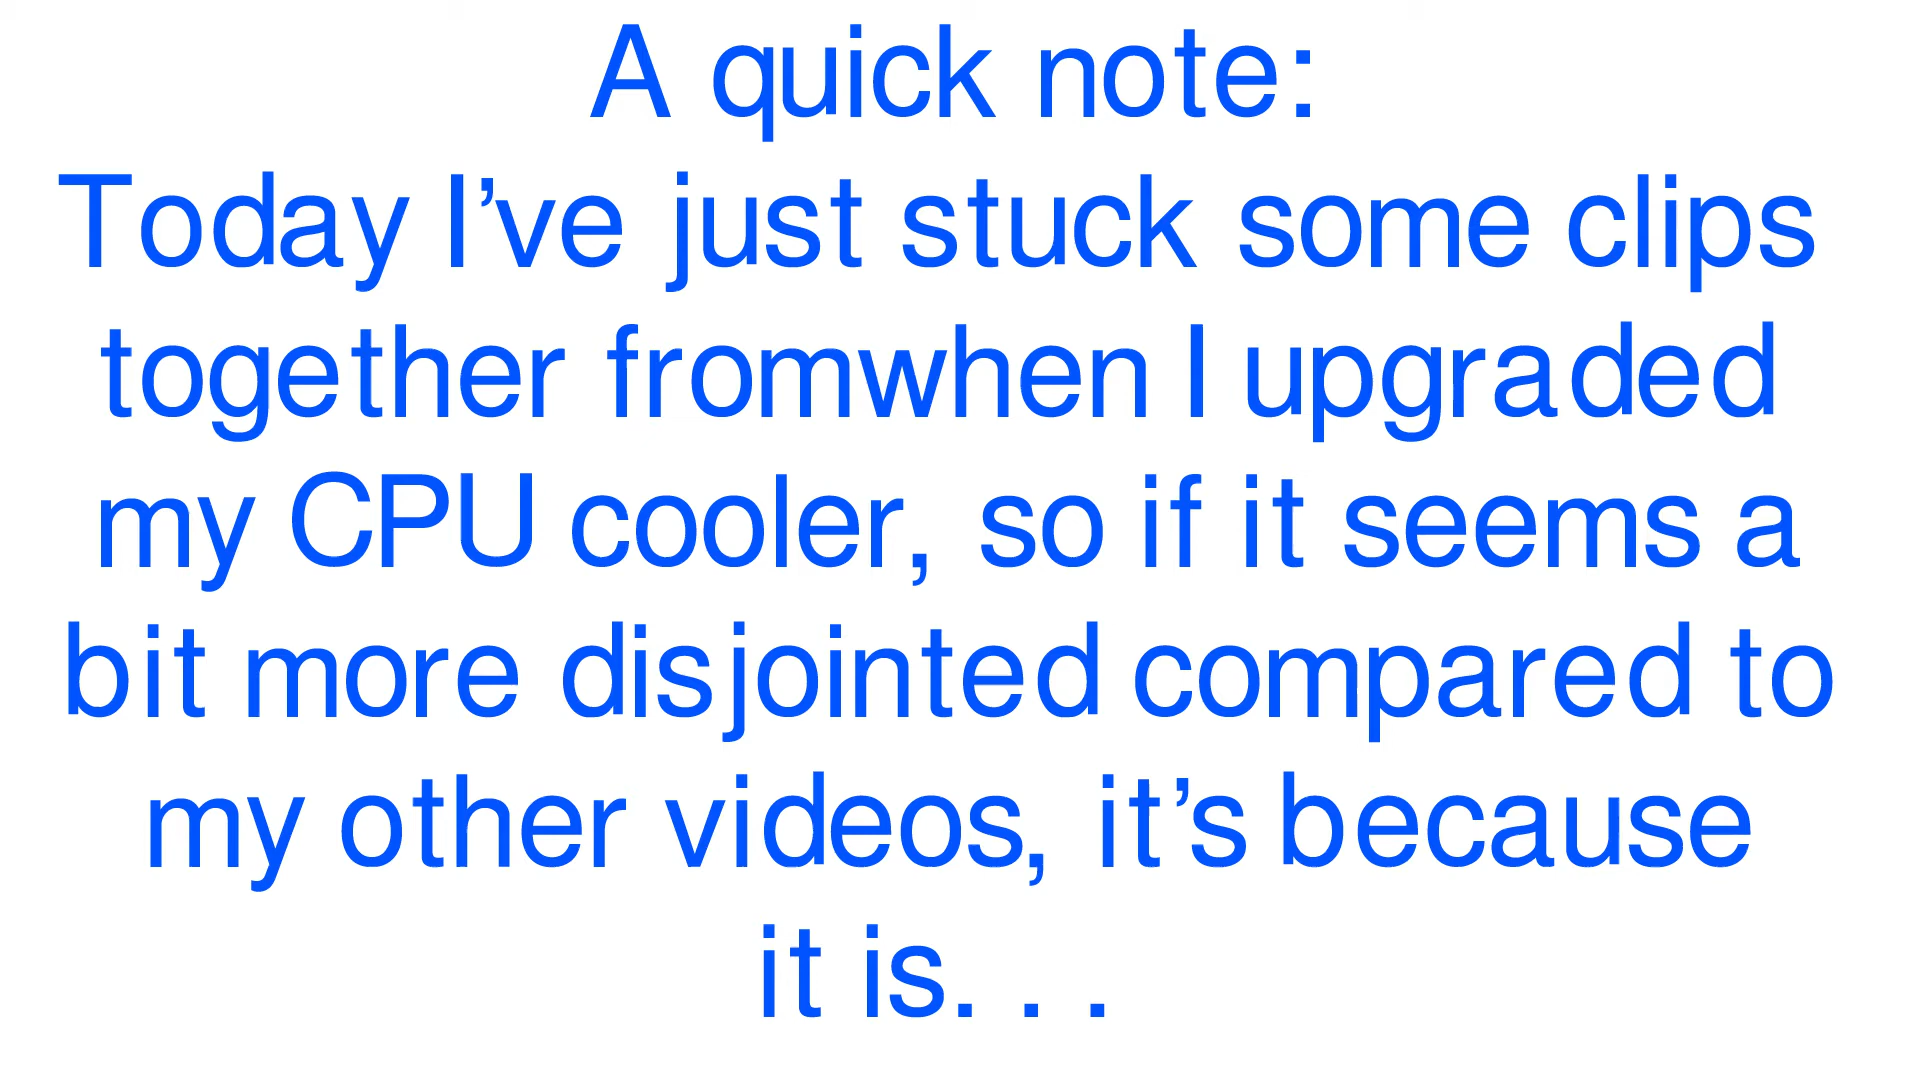 A quick note:
Today I’ve just stuck some clips
together fromwhen I upgraded
my CPU cooler, so if it seems a
bit more disjointed compared to
my other videos, it’s because
it is. . .